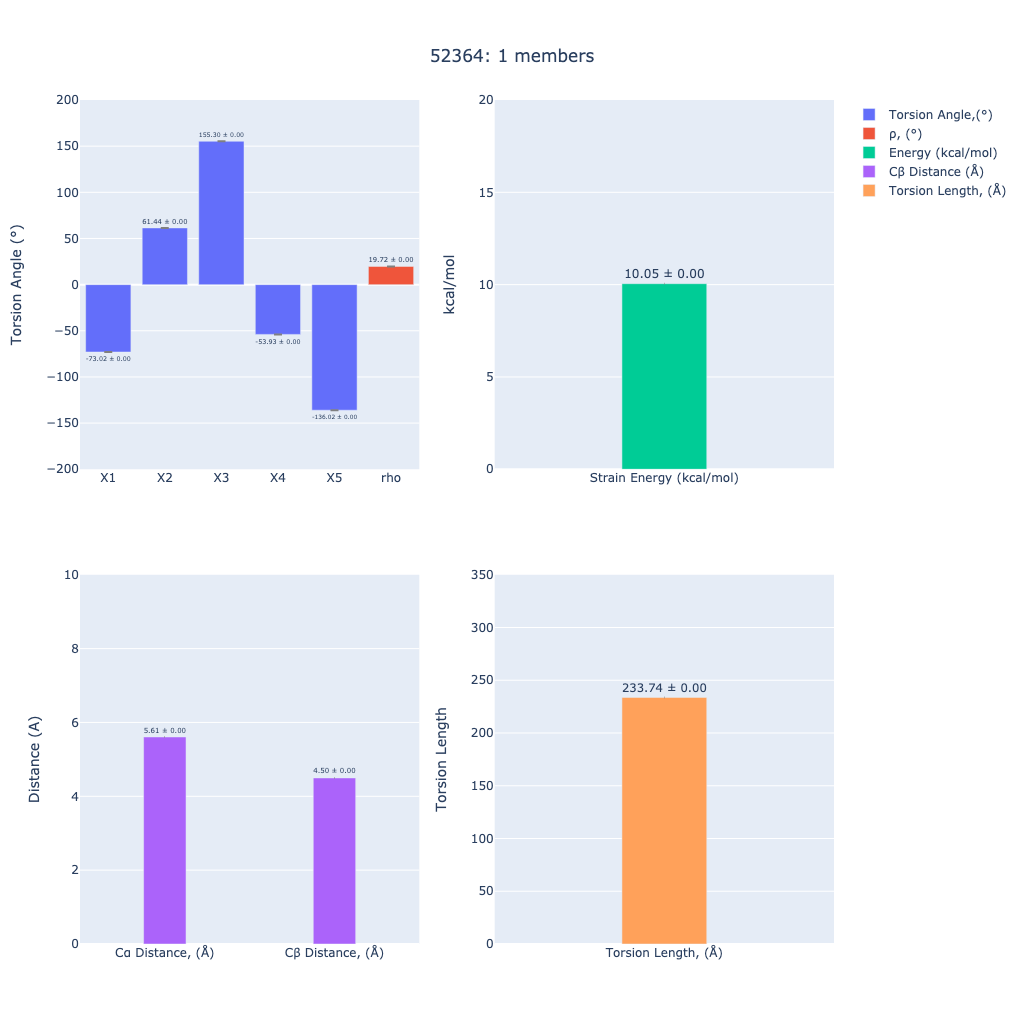 52364: 1 members
Torsion Angle (°)
200
150
100
50
0
−50
−100
−150
−200
-73.02 ± 0.00
61.44 ± 0.00
155.30 ± 0.00
-53.93 ± 0.00
-136.02 ± 0.00
19.72 ± 0.00
X1 X2 X3 X4 X5 rho
kcal/mol
20
15
10
5
0
10.05 ± 0.00
Strain Energy (kcal/mol)
Torsion Angle,(°)
ρ, (°)
Energy (kcal/mol)
Cβ Distance (Å)
Torsion Length, (Å)
Distance (A)
10
8
6
4
2
0
5.61 ± 0.00
4.50 ± 0.00
Cα Distance, (Å) Cβ Distance, (Å)
Torsion Length
350
300
250
200
150
100
50
0
233.74 ± 0.00
Torsion Length, (Å)